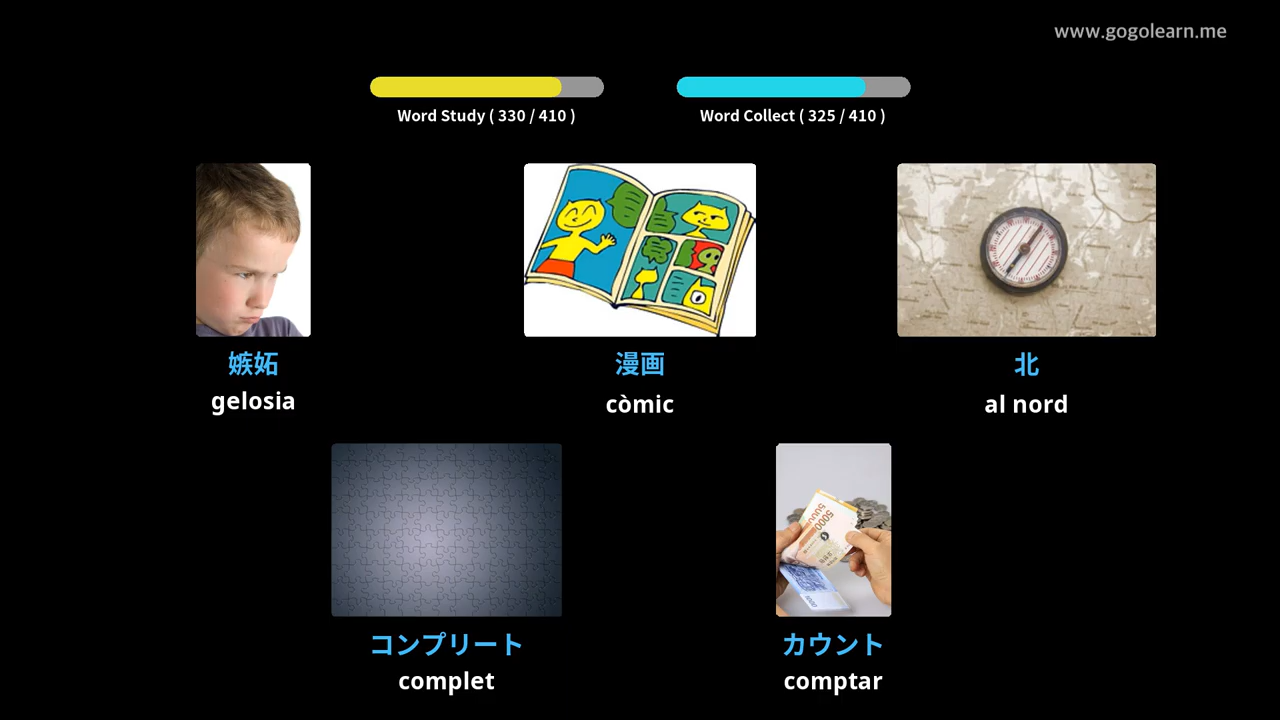 www.gogolearn.me
Word Study ( 330 / 410 )
Word Collect ( 325 / 410 )
嫉妬
gelosia
漫画
còmic
北
al nord
コンプリート
complet
カウント
comptar
5000